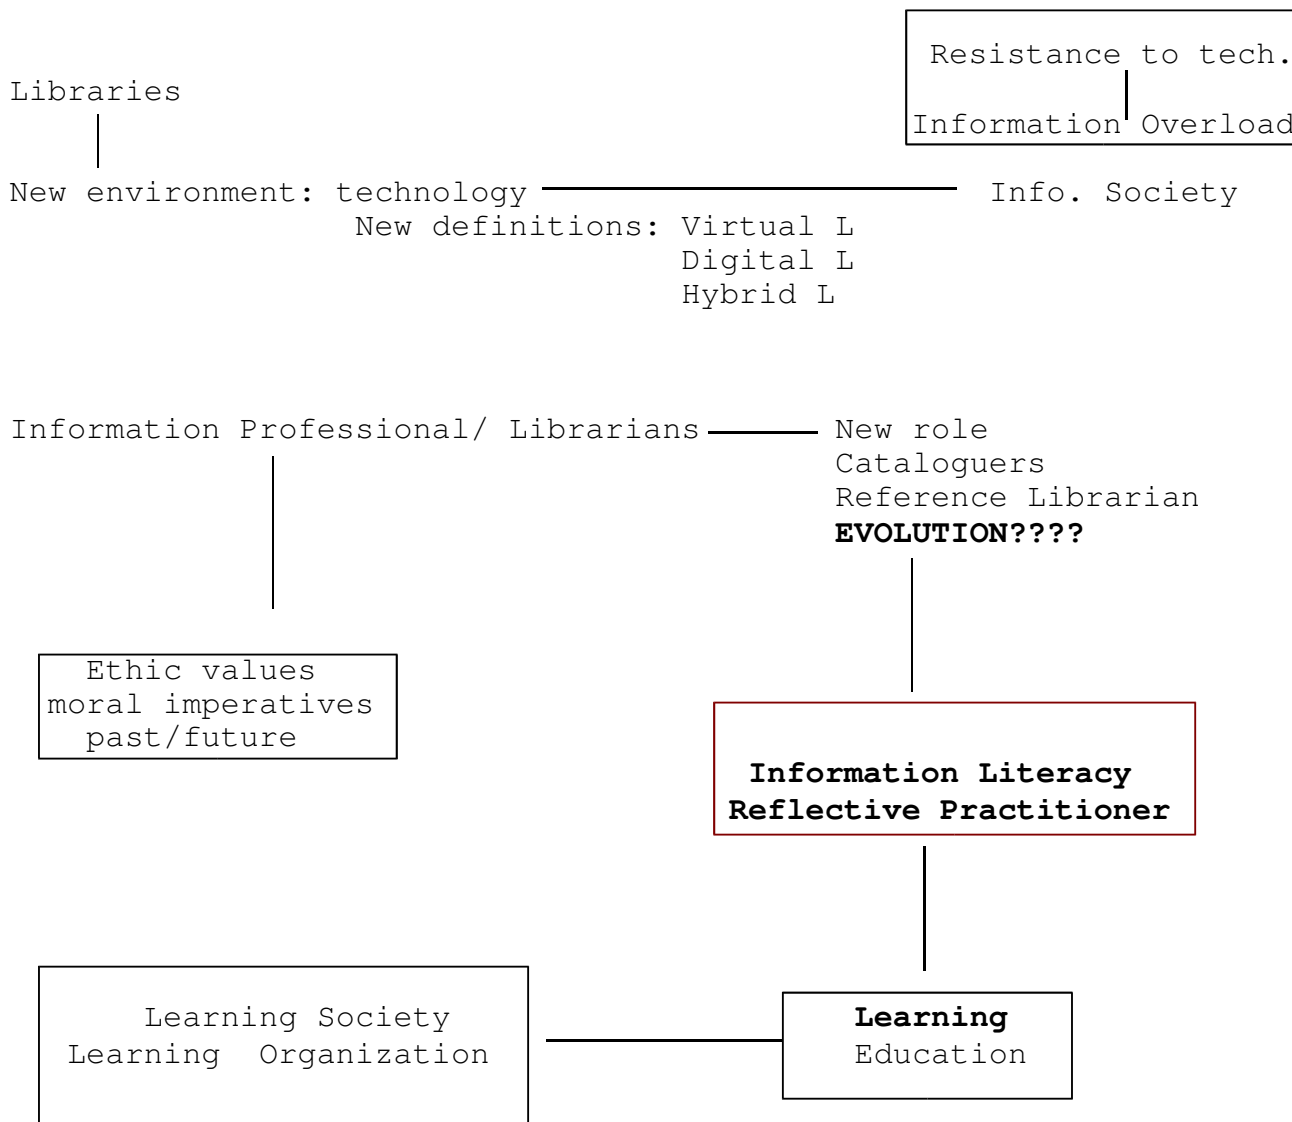 Resistance to tech.
Libraries
Information Overload
New environment: technology
Info. Society
New definitions: Virtual L
Digital L
Hybrid L
Information Professional/ Librarians
New role
Cataloguers
Reference Librarian
EVOLUTION????
Ethic values
moral imperatives
past/future
Information Literacy
Reflective Practitioner
Learning Society
Learning Organization
Learning
Education